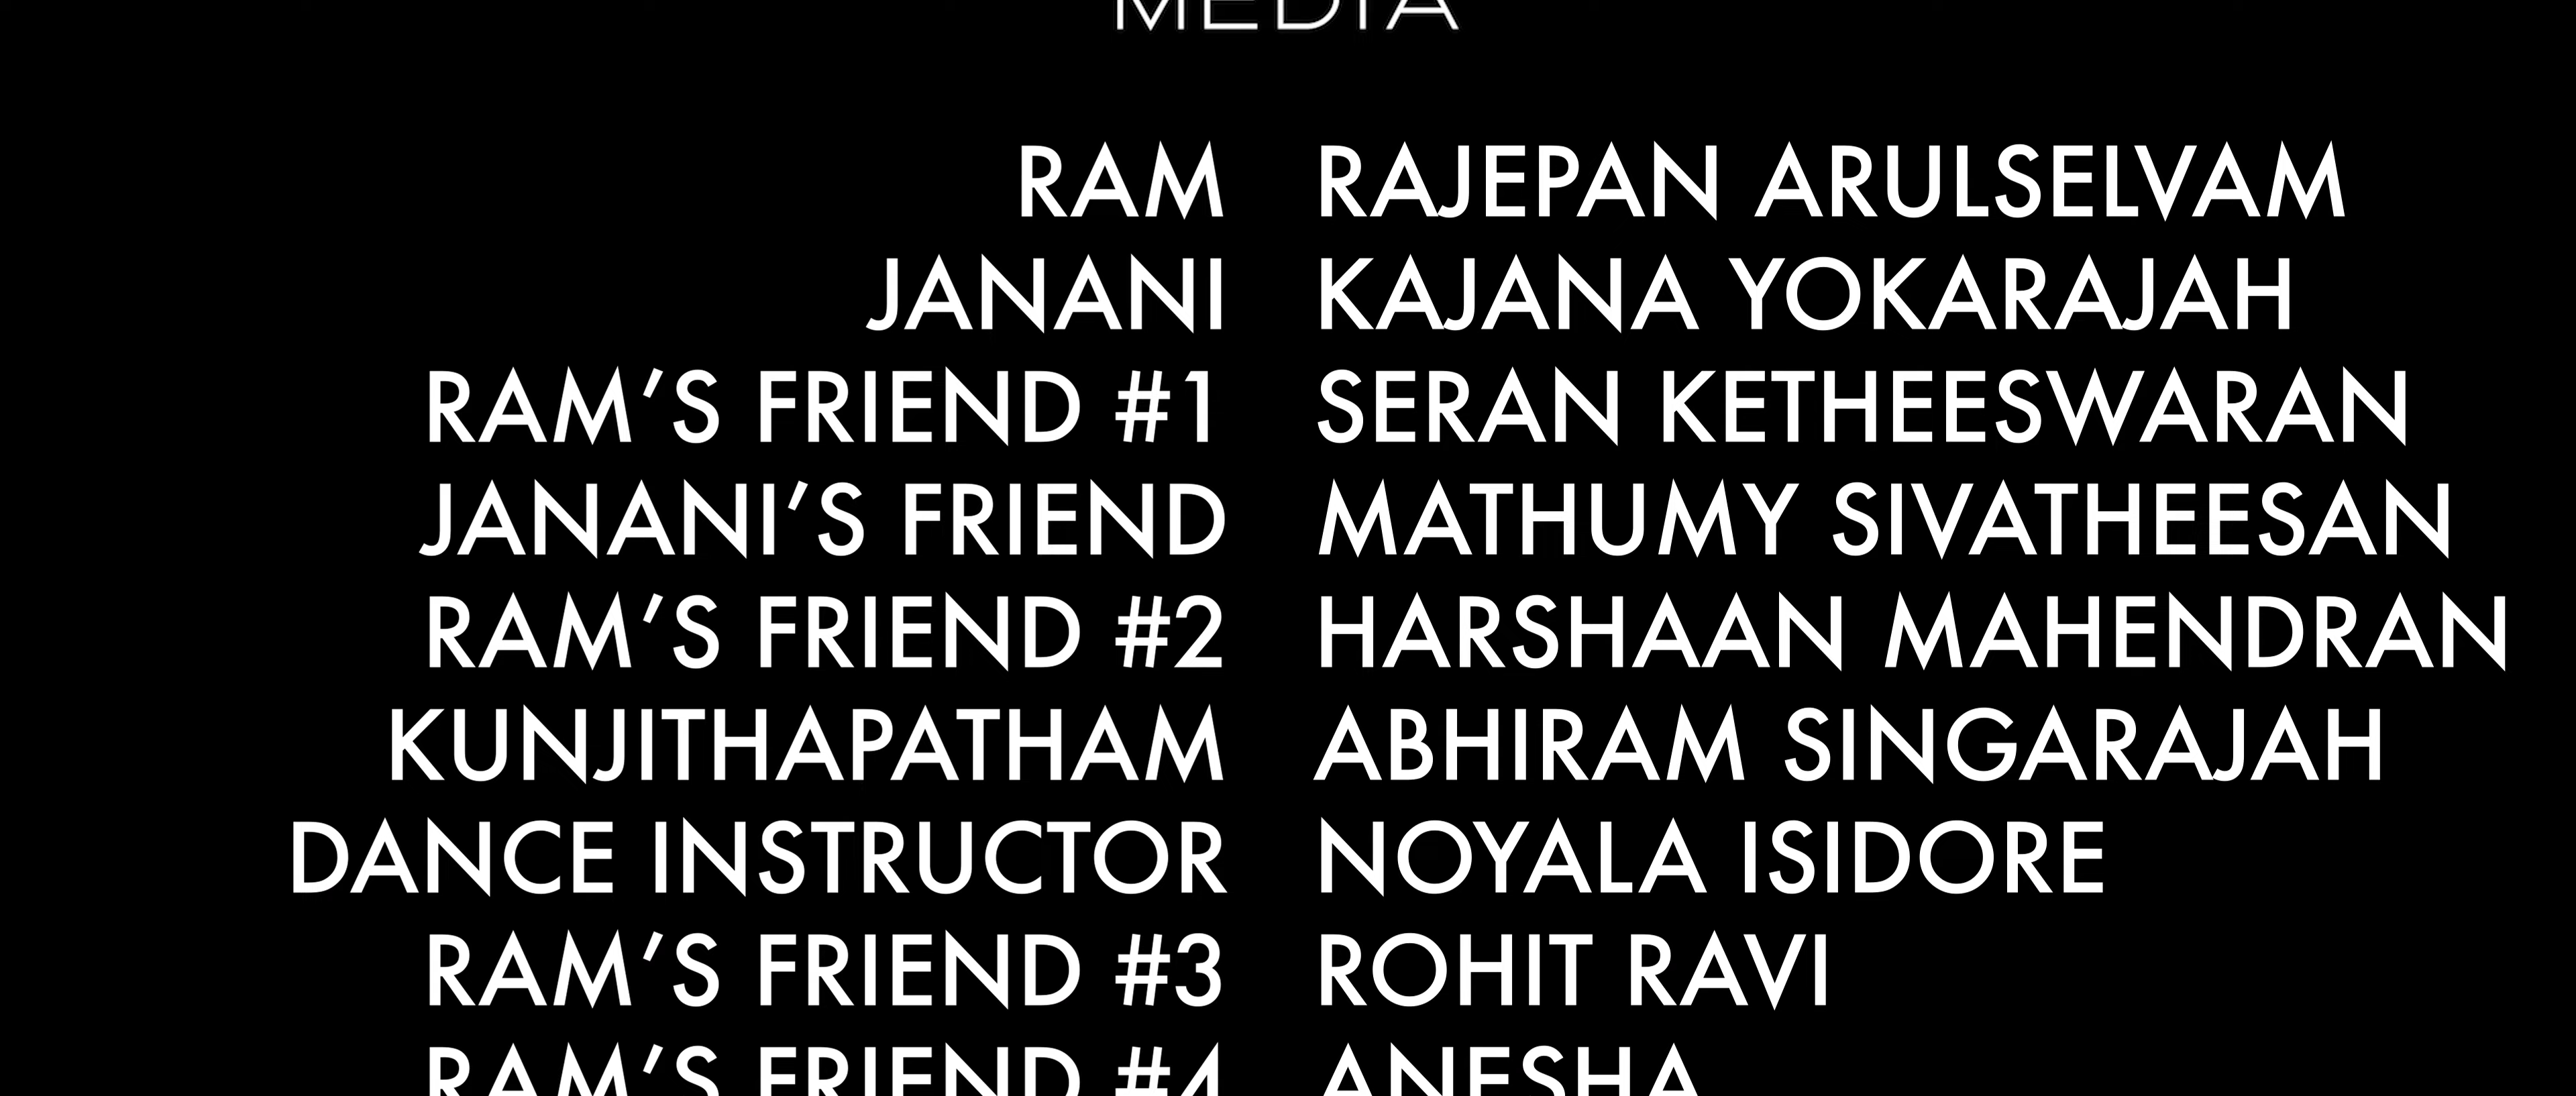 MEDIA
RAM RAJEPAN ARULSELVAM
JANANI KAJANA YOKARAJAH
RAM’S FRIEND #1 SERAN KETHEESWARAN
JANANI’S FRIEND MATHUMY SIVATHEESAN
RAM’S FRIEND #2 HARSHAAN MAHENDRAN
KUNJITHAPATHAM ABHIRAM SINGARAJAH
DANCE INSTRUCTOR NOYALA ISIDORE
RAM’S FRIEND #3 ROHIT RAVI
RAM’S FRIEND #4 ANESHA